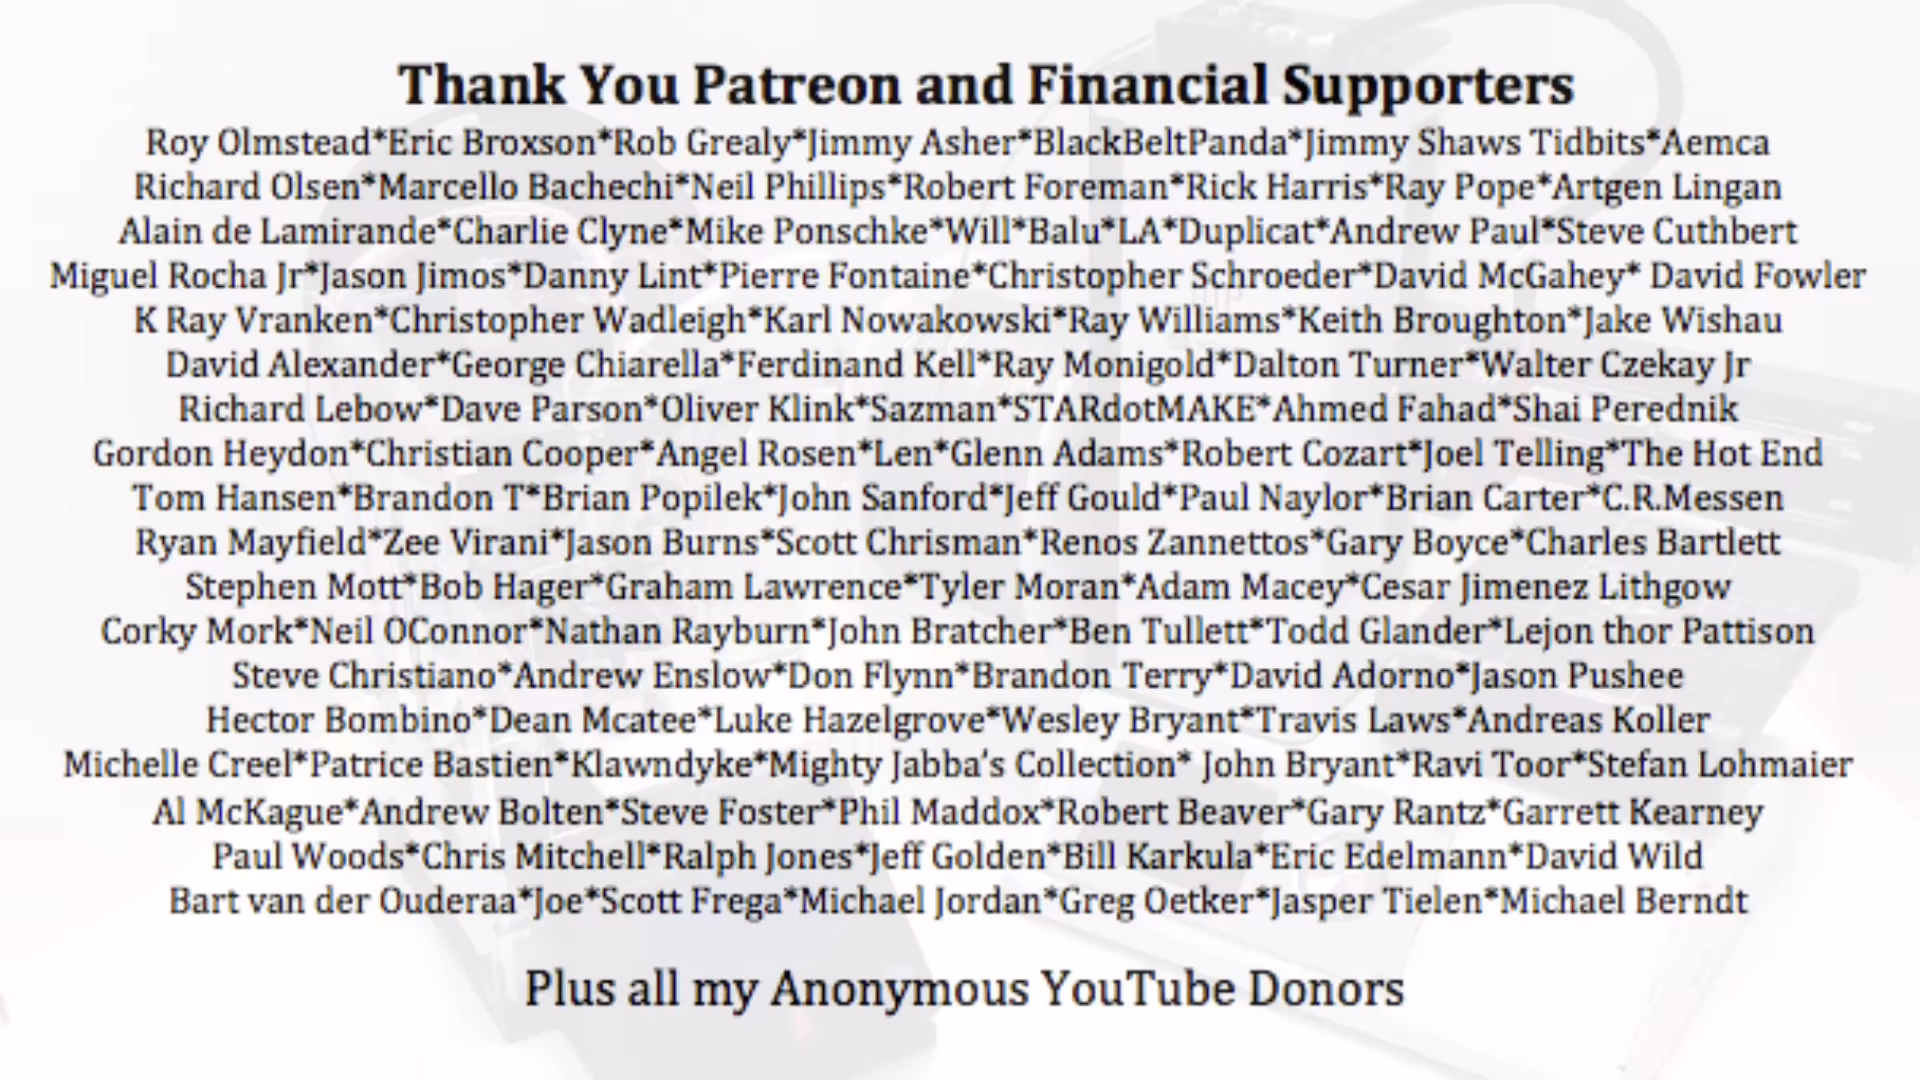 Thank You Patreon and Financial Supporters
Roy Olmstead*Eric Broxson*Rob Grealy*Jimmy Asher*BlackBeltPanda*Jimmy Shaws Tidbits*Aemca
Richard Olsen*Marcello Bachechi*Neil Phillips*Robert Foreman*Rick Harris*Ray Pope*Artgen Lingan
Alain de Lamirande*Charlie Clyne*Mike Ponschke*Will*Balu*LA*Duplicat*Andrew Paul*Steve Cuthbert
Miguel Rocha Jr*Jason Jimos*Danny Lint*Pierre Fontaine*Christopher Schroeder*David McGahey* David Fowler
K Ray Vranken*Christopher Wadleigh*Karl Nowakowski*Ray Williams*Keith Broughton*Jake Wishau
David Alexander*George Chiarella*Ferdinand Kell*Ray Monigold*Dalton Turner*Walter Czekay Jr
Richard Lebow*Dave Parson*Oliver Klink*Sazman*STARdotMAKE*Ahmed Fahad*Shai Perednik
Gordon Heydon*Christian Cooper*Angel Rosen*Len*Glenn Adams*Robert Cozart*Joel Telling*The Hot End
Tom Hansen*Brandon T*Brian Popilek*John Sanford*Jeff Gould*Paul Naylor*Brian Carter*C.R.Messen
Ryan Mayfield*Zee Virani*Jason Burns*Scott Chrisman*Renos Zannettos*Gary Boyce*Charles Bartlett
Stephen Mott*Bob Hager*Graham Lawrence*Tyler Moran*Adam Macey*Cesar Jimenez Lithgow
Corky Mork*Neil OConnor*Nathan Rayburn*John Bratcher*Ben Tullett*Todd Glander*Lejon thor Pattison
Steve Christiano*Andrew Enslow*Don Flynn*Brandon Terry*David Adorno*Jason Pushee
Hector Bombino*Dean Mcatee*Luke Hazelgrove*Wesley Bryant*Travis Laws*Andreas Koller
Michelle Creel*Patrice Bastien*Klawndyke*Mighty Jabba's Collection* John Bryant*Ravi Toor*Stefan Lohmaier
Al McKague*Andrew Bolten*Steve Foster*Phil Maddox*Robert Beaver*Gary Rantz*Garrett Kearney
Paul Woods*Chris Mitchell*Ralph Jones*Jeff Golden*Bill Karkula*Eric Edelmann*David Wild
Bart van der Ouderaa*Joe*Scott Frega*Michael Jordan*Greg Oetker*Jasper Tielen*Michael Berndt
Plus all my Anonymous YouTube Donors